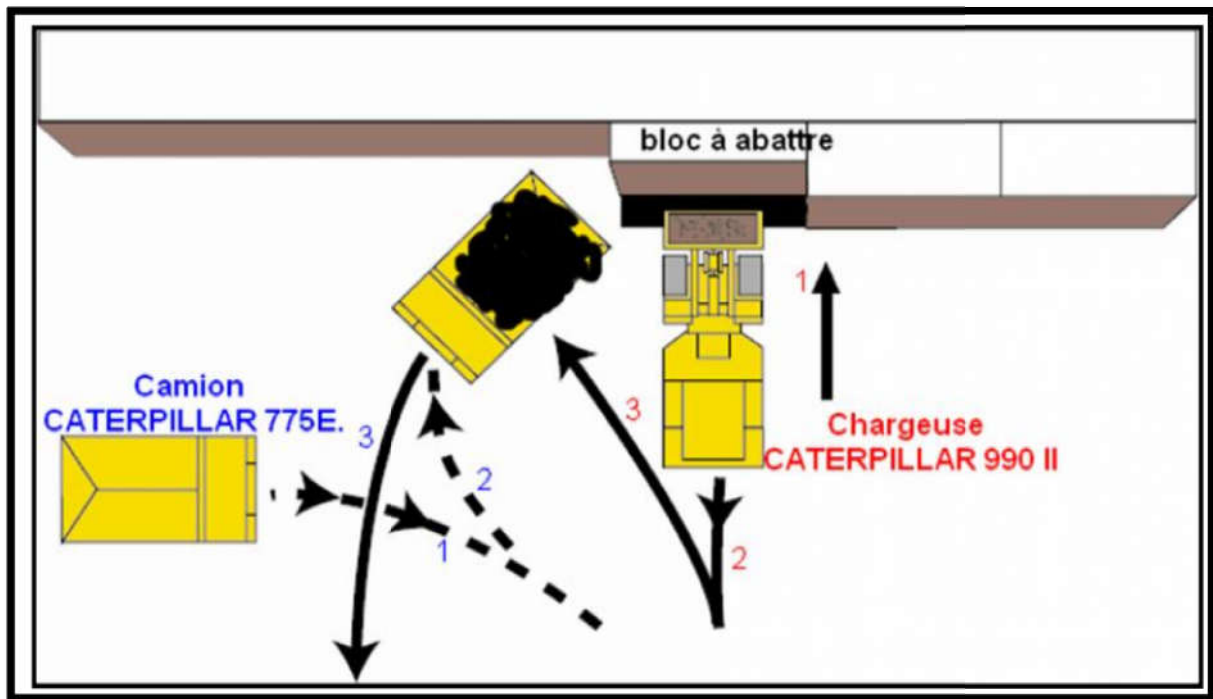 bloc à abattre
1
Camion
CATERPILLAR 775E.
3
3
Chargeuse
CATERPILLAR 990 II
2
1
2